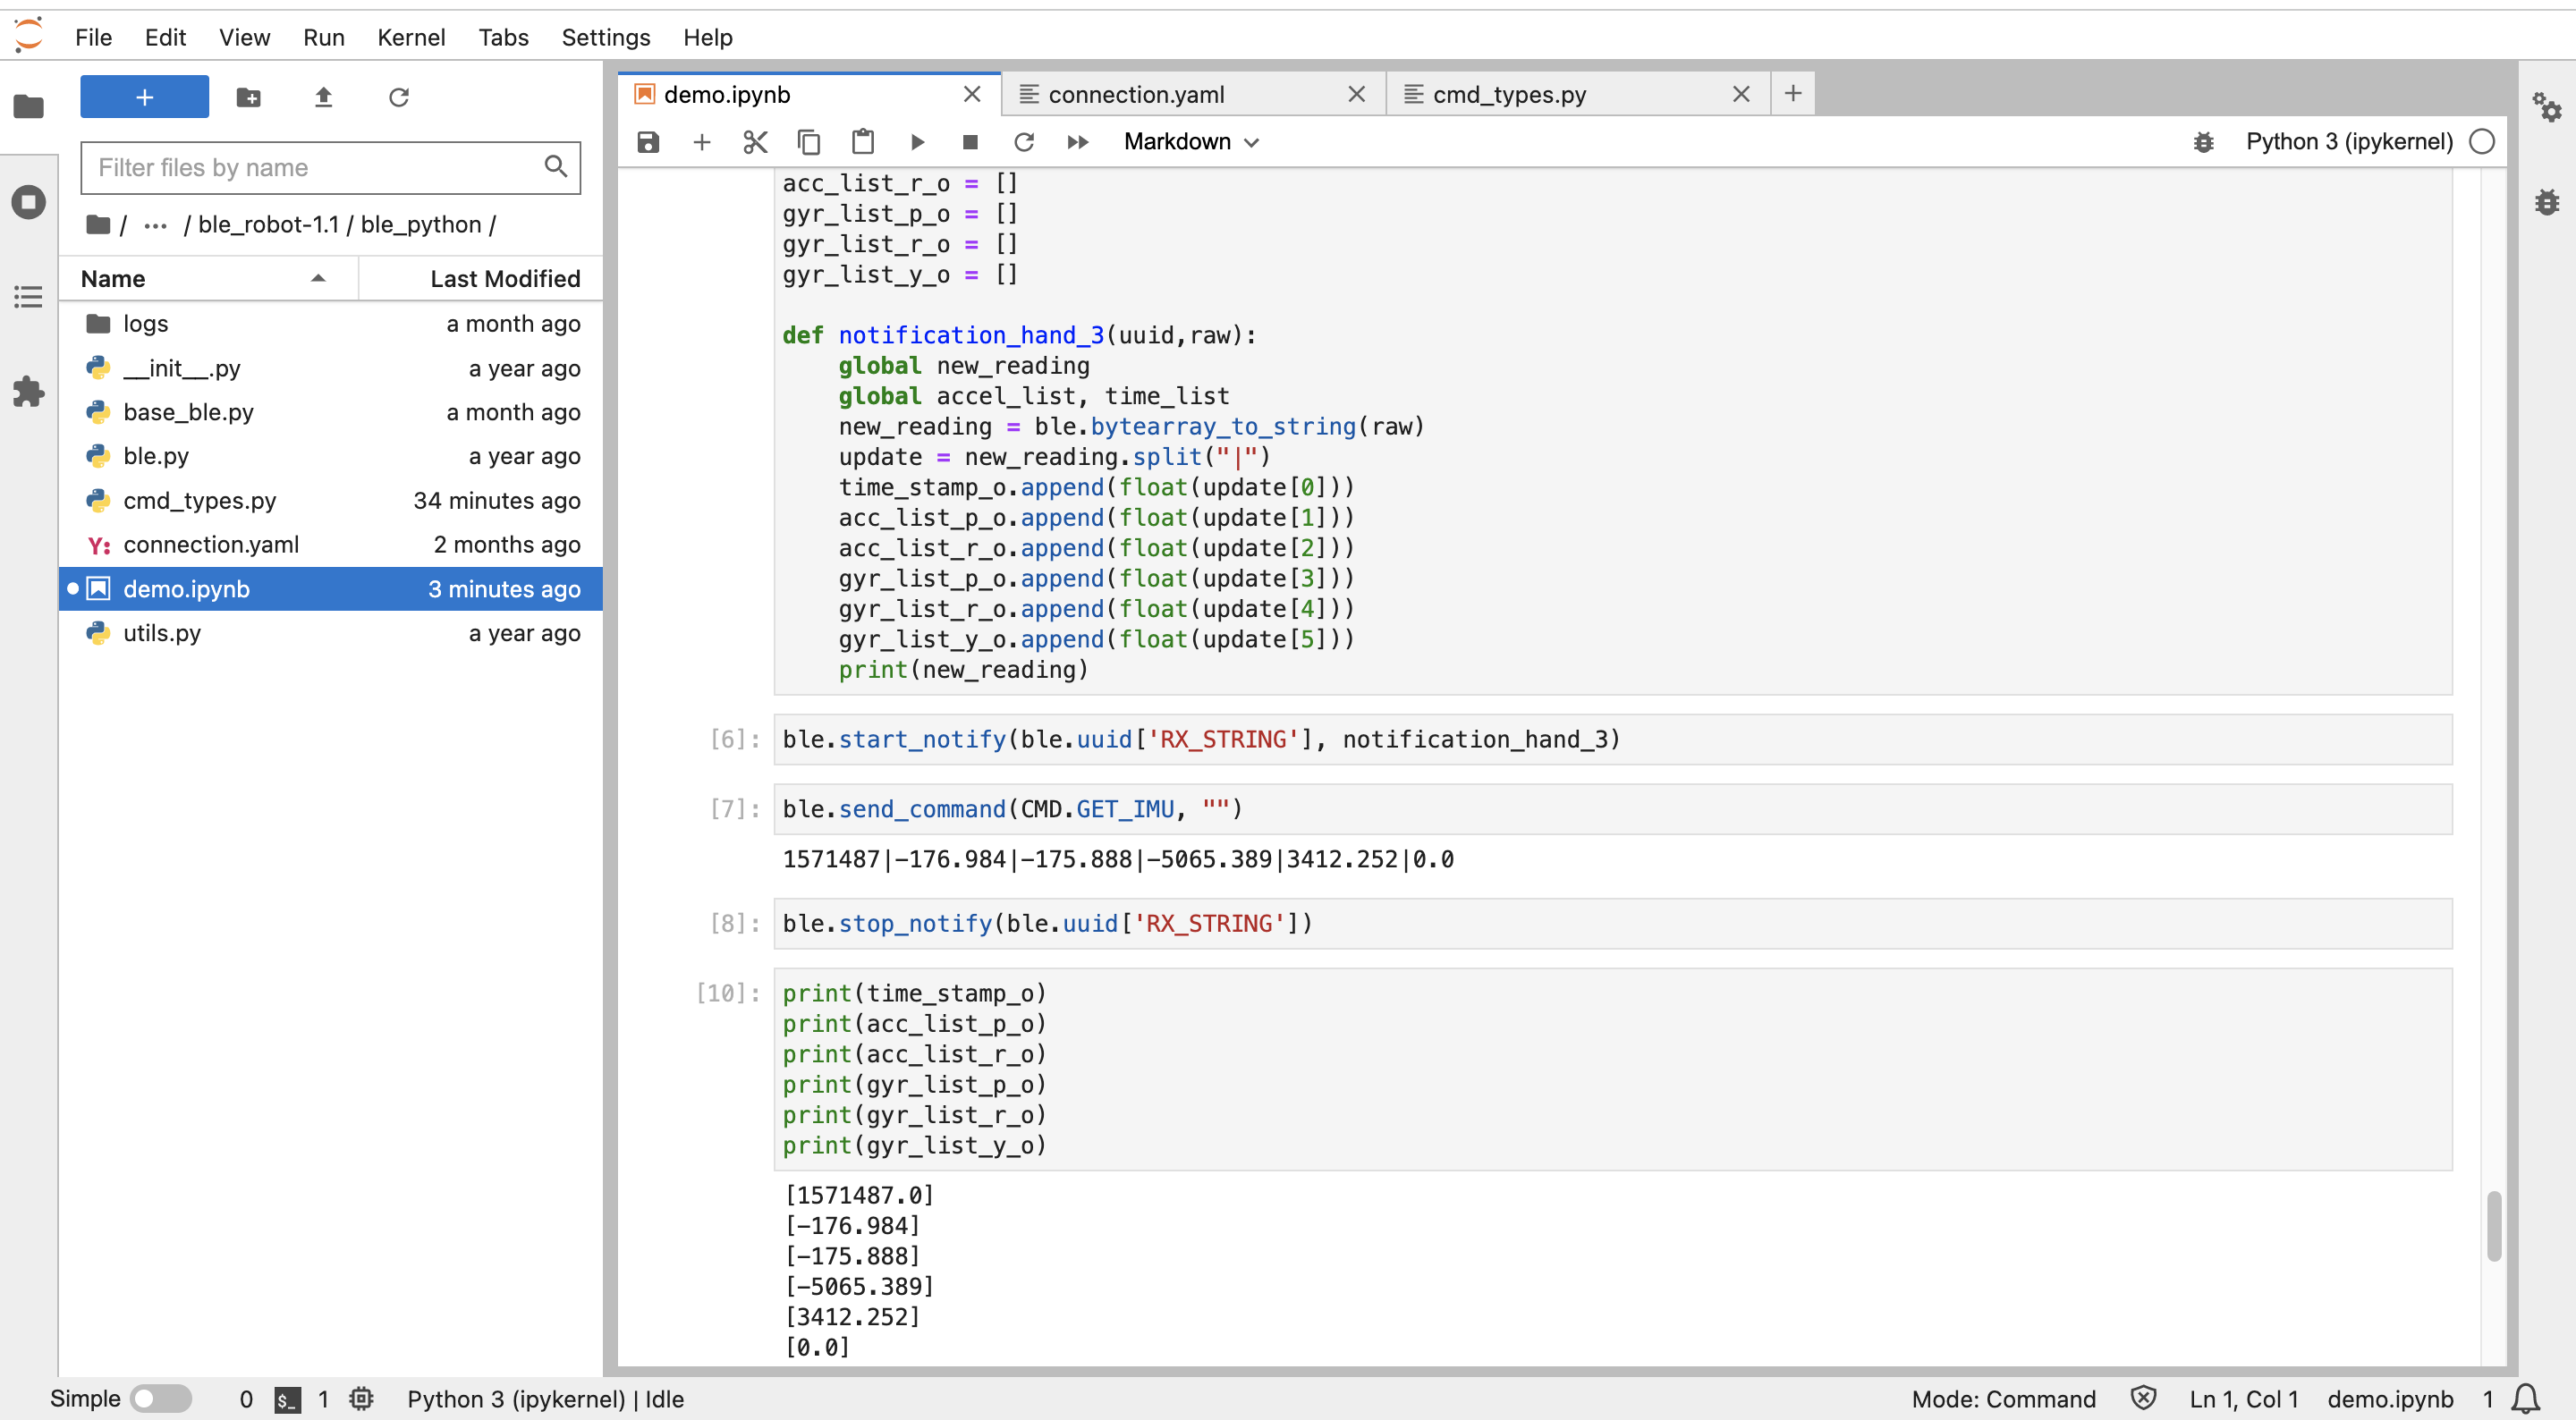 File Edit View Run Kernel Tabs Settings Help
+
Filter files by name
/ ··· / ble_robot-1.1 / ble_python /
Name Last Modified
logs a month ago
__init__.py a year ago
base_ble.py a month ago
ble.py a year ago
cmd_types.py 34 minutes ago
Y: connection.yaml 2 months ago
demo.ipynb 3 minutes ago
utils.py a year ago
demo.ipynb connection.yaml cmd_types.py
Markdown Python 3 (ipykernel)
acc_list_r_o = []
gyr_list_p_o = []
gyr_list_r_o = []
gyr_list_y_o = []
def notification_hand_3(uuid,raw):
    global new_reading
    global accel_list, time_list
    new_reading = ble.bytearray_to_string(raw)
    update = new_reading.split("|")
    time_stamp_o.append(float(update[0]))
    acc_list_p_o.append(float(update[1]))
    acc_list_r_o.append(float(update[2]))
    gyr_list_p_o.append(float(update[3]))
    gyr_list_r_o.append(float(update[4]))
    gyr_list_y_o.append(float(update[5]))
    print(new_reading)
[6]: ble.start_notify(ble.uuid['RX_STRING'], notification_hand_3)
[7]: ble.send_command(CMD.GET_IMU, "")
1571487|-176.984|-175.888|-5065.389|3412.252|0.0
[8]: ble.stop_notify(ble.uuid['RX_STRING'])
[10]: print(time_stamp_o)
print(acc_list_p_o)
print(acc_list_r_o)
print(gyr_list_p_o)
print(gyr_list_r_o)
print(gyr_list_y_o)
[1571487.0]
[-176.984]
[-175.888]
[-5065.389]
[3412.252]
[0.0]
Simple 0 $_ 1 Python 3 (ipykernel) | Idle Mode: Command Ln 1, Col 1 demo.ipynb 1